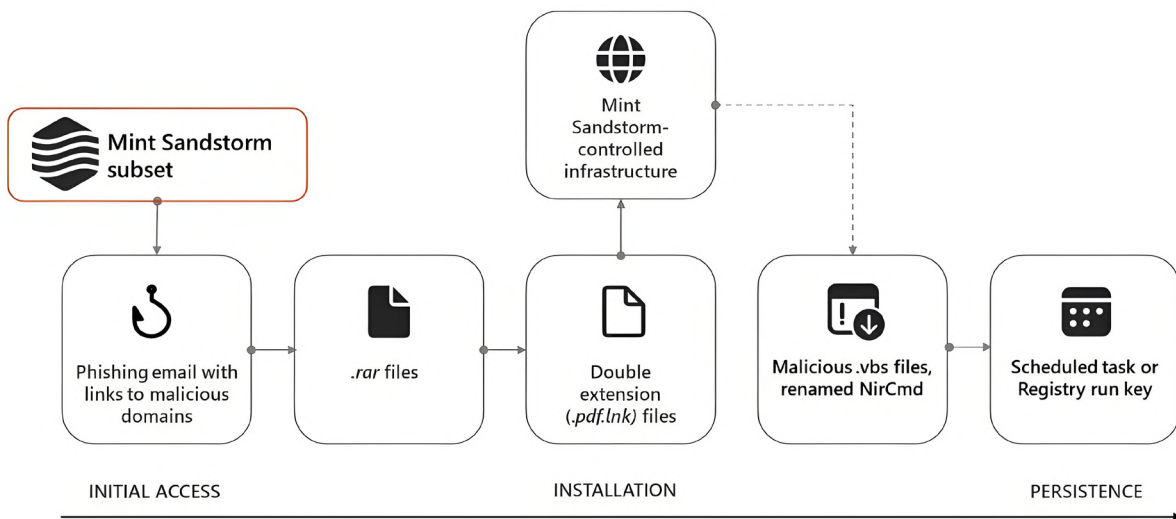 Mint Sandstorm
subset
Mint
Sandstorm-
controlled
infrastructure
Phishing email with
links to malicious
domains
.rar files
Double
extension
(.pdf.lnk) files
Malicious .vbs files,
renamed NirCmd
Scheduled task or
Registry run key
INITIAL ACCESS
INSTALLATION
PERSISTENCE